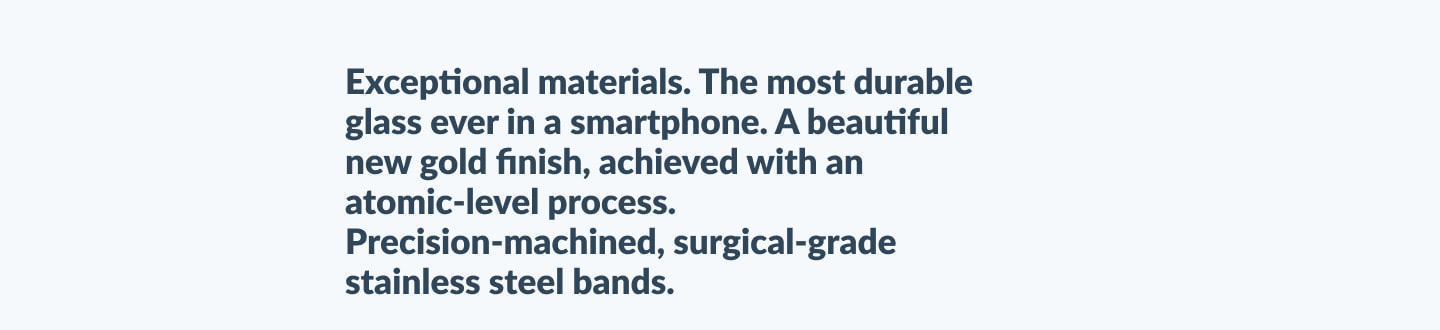 Exceptional materials. The most durable
glass ever in a smartphone. A beautiful
new gold finish, achieved with an
atomic-level process.
Precision-machined, surgical-grade
stainless steel bands.